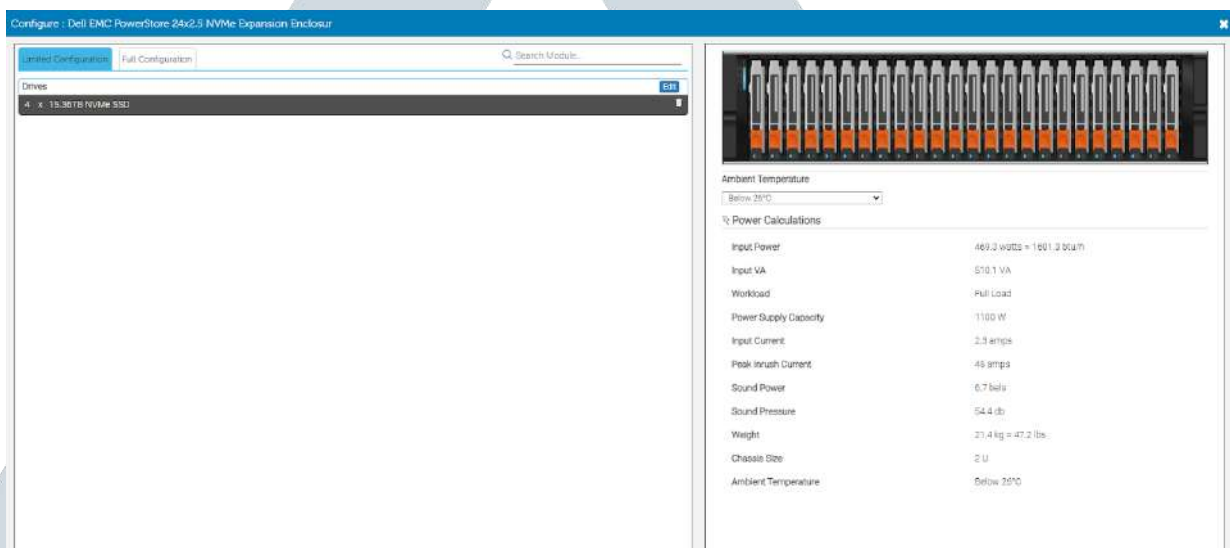 Configure : Dell EMC PowerStore 24x2.5 NVMe Expansion Enclosur
Limited Configuration
Full Configuration
Search Module..
Drives
Edit
4 x 15.36TB NVMe SSD
Ambient Temperature
Below 26°C
Power Calculations
Input Power 469.3 watts = 1601.3 btu/h
Input VA 510.1 VA
Workload Full Load
Power Supply Capacity 1100 W
Input Current 2.3 amps
Peak Inrush Current 45 amps
Sound Power 6.7 bels
Sound Pressure 54.4 db
Weight 21.4 kg = 47.2 lbs
Chassis Size 2 U
Ambient Temperature Below 26°C